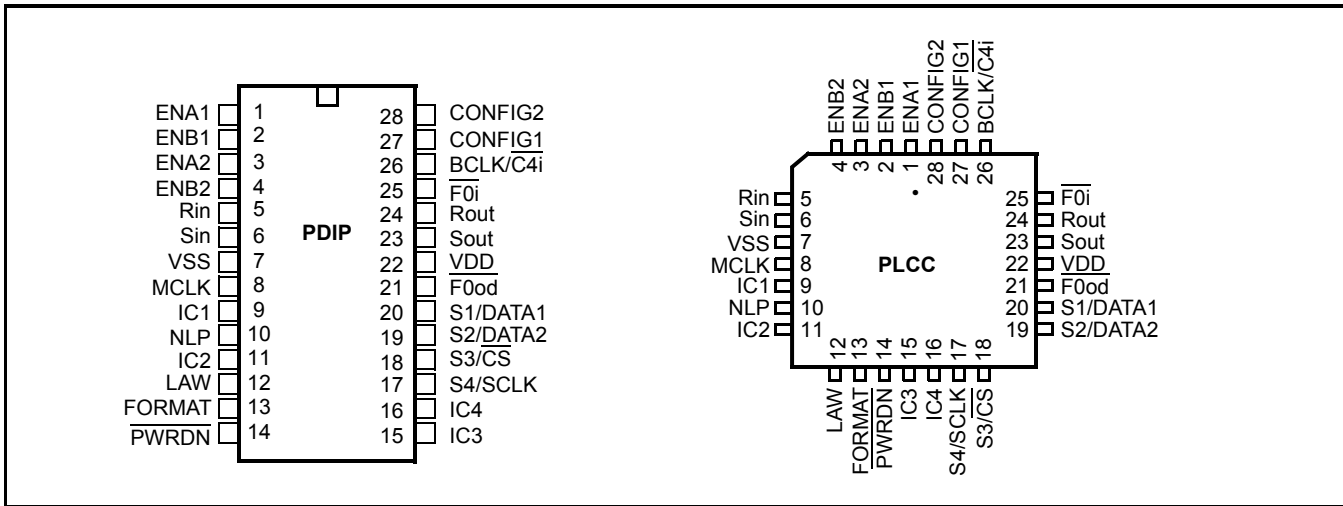 ENA1 1 28 CONFIG2
ENB1 2 27 CONFIG1
ENA2 3 26 BCLK/C4i
ENB2 4 25 F0i
Rin 5 24 Rout
Sin 6 PDIP 23 Sout
VSS 7 22 VDD
MCLK 8 21 F0od
IC1 9 20 S1/DATA1
NLP 10 19 S2/DATA2
IC2 11 18 S3/CS
LAW 12 17 S4/SCLK
FORMAT 13 16 IC4
PWRDN 14 15 IC3
ENB2 ENA2 ENB1 ENA1 CONFIG2 CONFIG1 BCLK/C4i
4 3 2 1 28 27 26
Rin 5 25 F0i
Sin 6 24 Rout
VSS 7 23 Sout
MCLK 8 PLCC 22 VDD
IC1 9 21 F0od
NLP 10 20 S1/DATA1
IC2 11 19 S2/DATA2
12 13 14 15 16 17 18
LAW FORMAT PWRDN IC3 IC4 S4/SCLK S3/CS